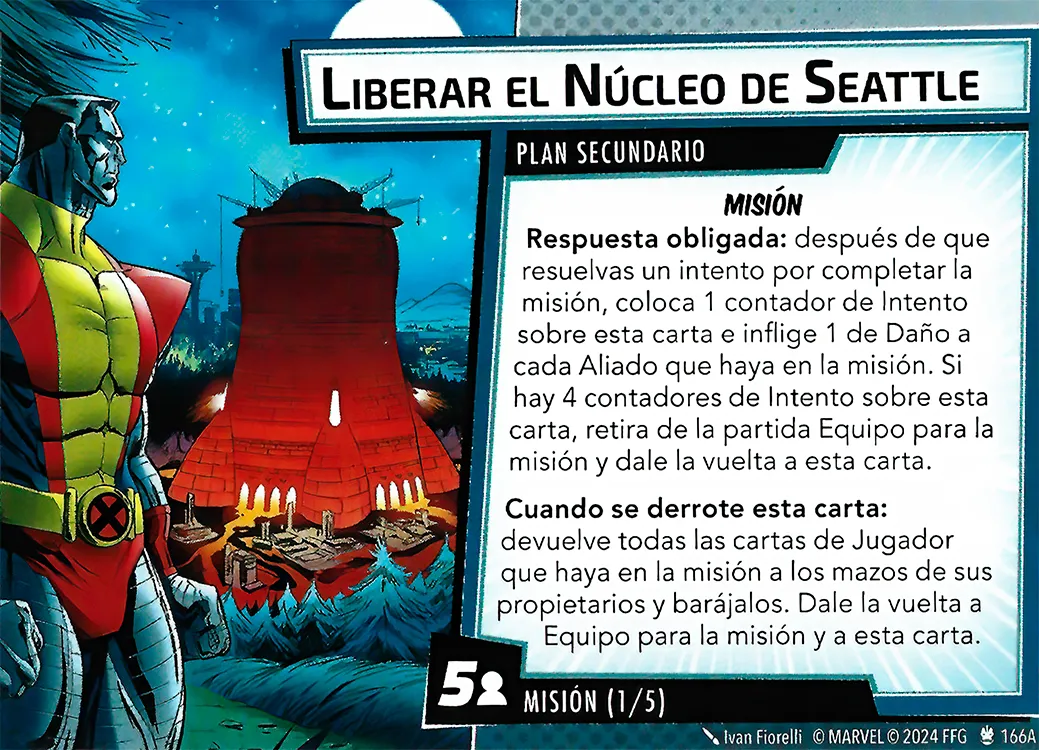 LIBERAR EL NÚCLEO DE SEATTLE
PLAN SECUNDARIO
MISIÓN
Respuesta obligada: después de que
resuelvas un intento por completar la
misión, coloca 1 contador de Intento
sobre esta carta e inflige 1 de Daño a
cada Aliado que haya en la misión. Si
hay 4 contadores de Intento sobre esta
carta, retira de la partida Equipo para la
misión y dale la vuelta a esta carta.
Cuando se derrote esta carta:
devuelve todas las cartas de Jugador
que haya en la misión a los mazos de sus
propietarios y barájalos. Dale la vuelta a
Equipo para la misión y a esta carta.
5
MISIÓN (1/5)
Ivan Fiorelli © MARVEL © 2024 FFG 166A